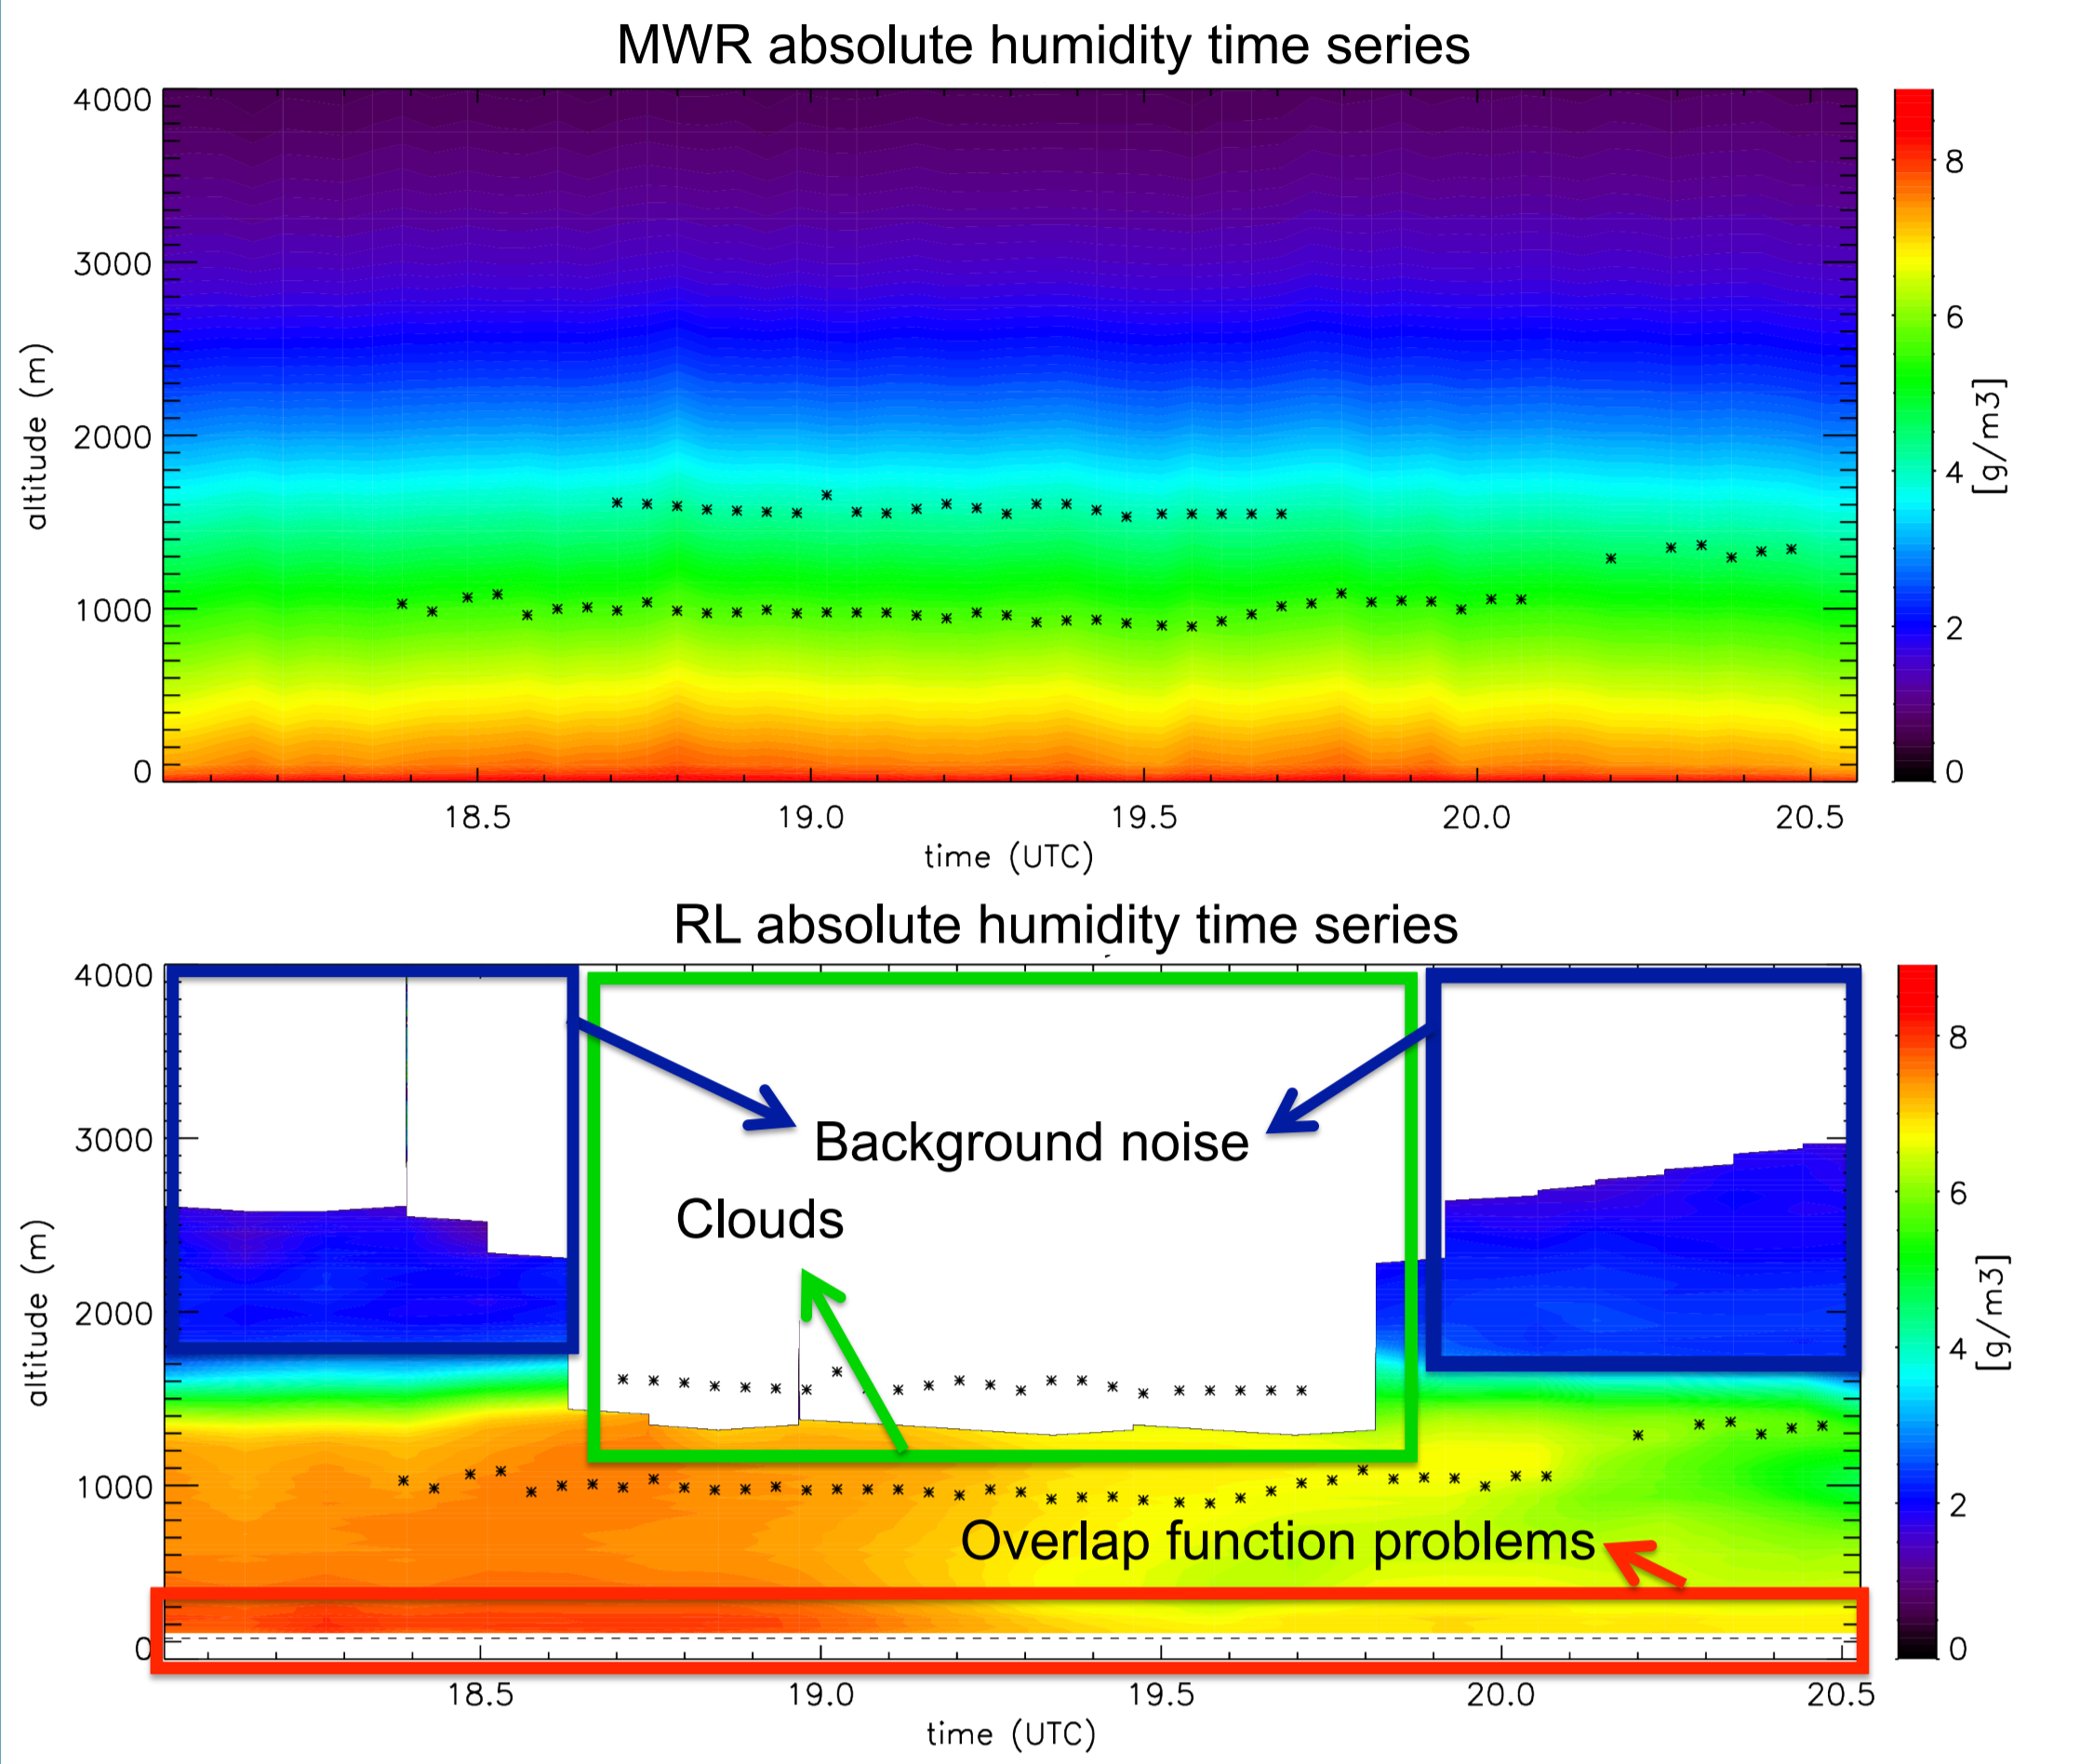 MWR absolute humidity time series
4000
3000
2000
1000
0
altitude (m)
18.5 19.0 19.5 20.0 20.5
time (UTC)
8
6
4
2
0
[g/m3]
RL absolute humidity time series
4000
3000
2000
1000
0
altitude (m)
Background noise
Clouds
Overlap function problems
18.5 19.0 19.5 20.0 20.5
time (UTC)
8
6
4
2
0
[g/m3]